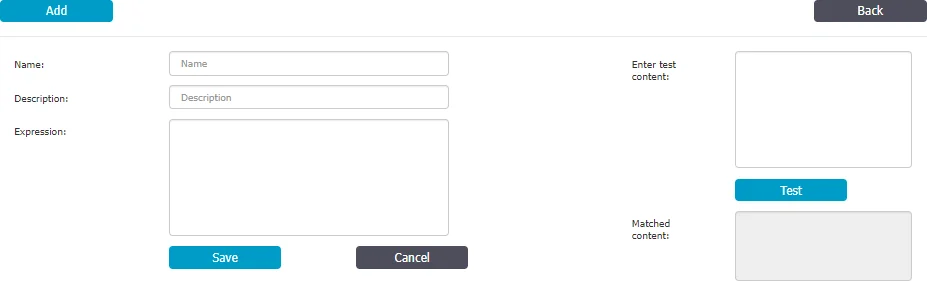 Add
Back
Name:
Name
Description:
Description
Expression:
Save
Cancel
Enter test
content:
Test
Matched
content: